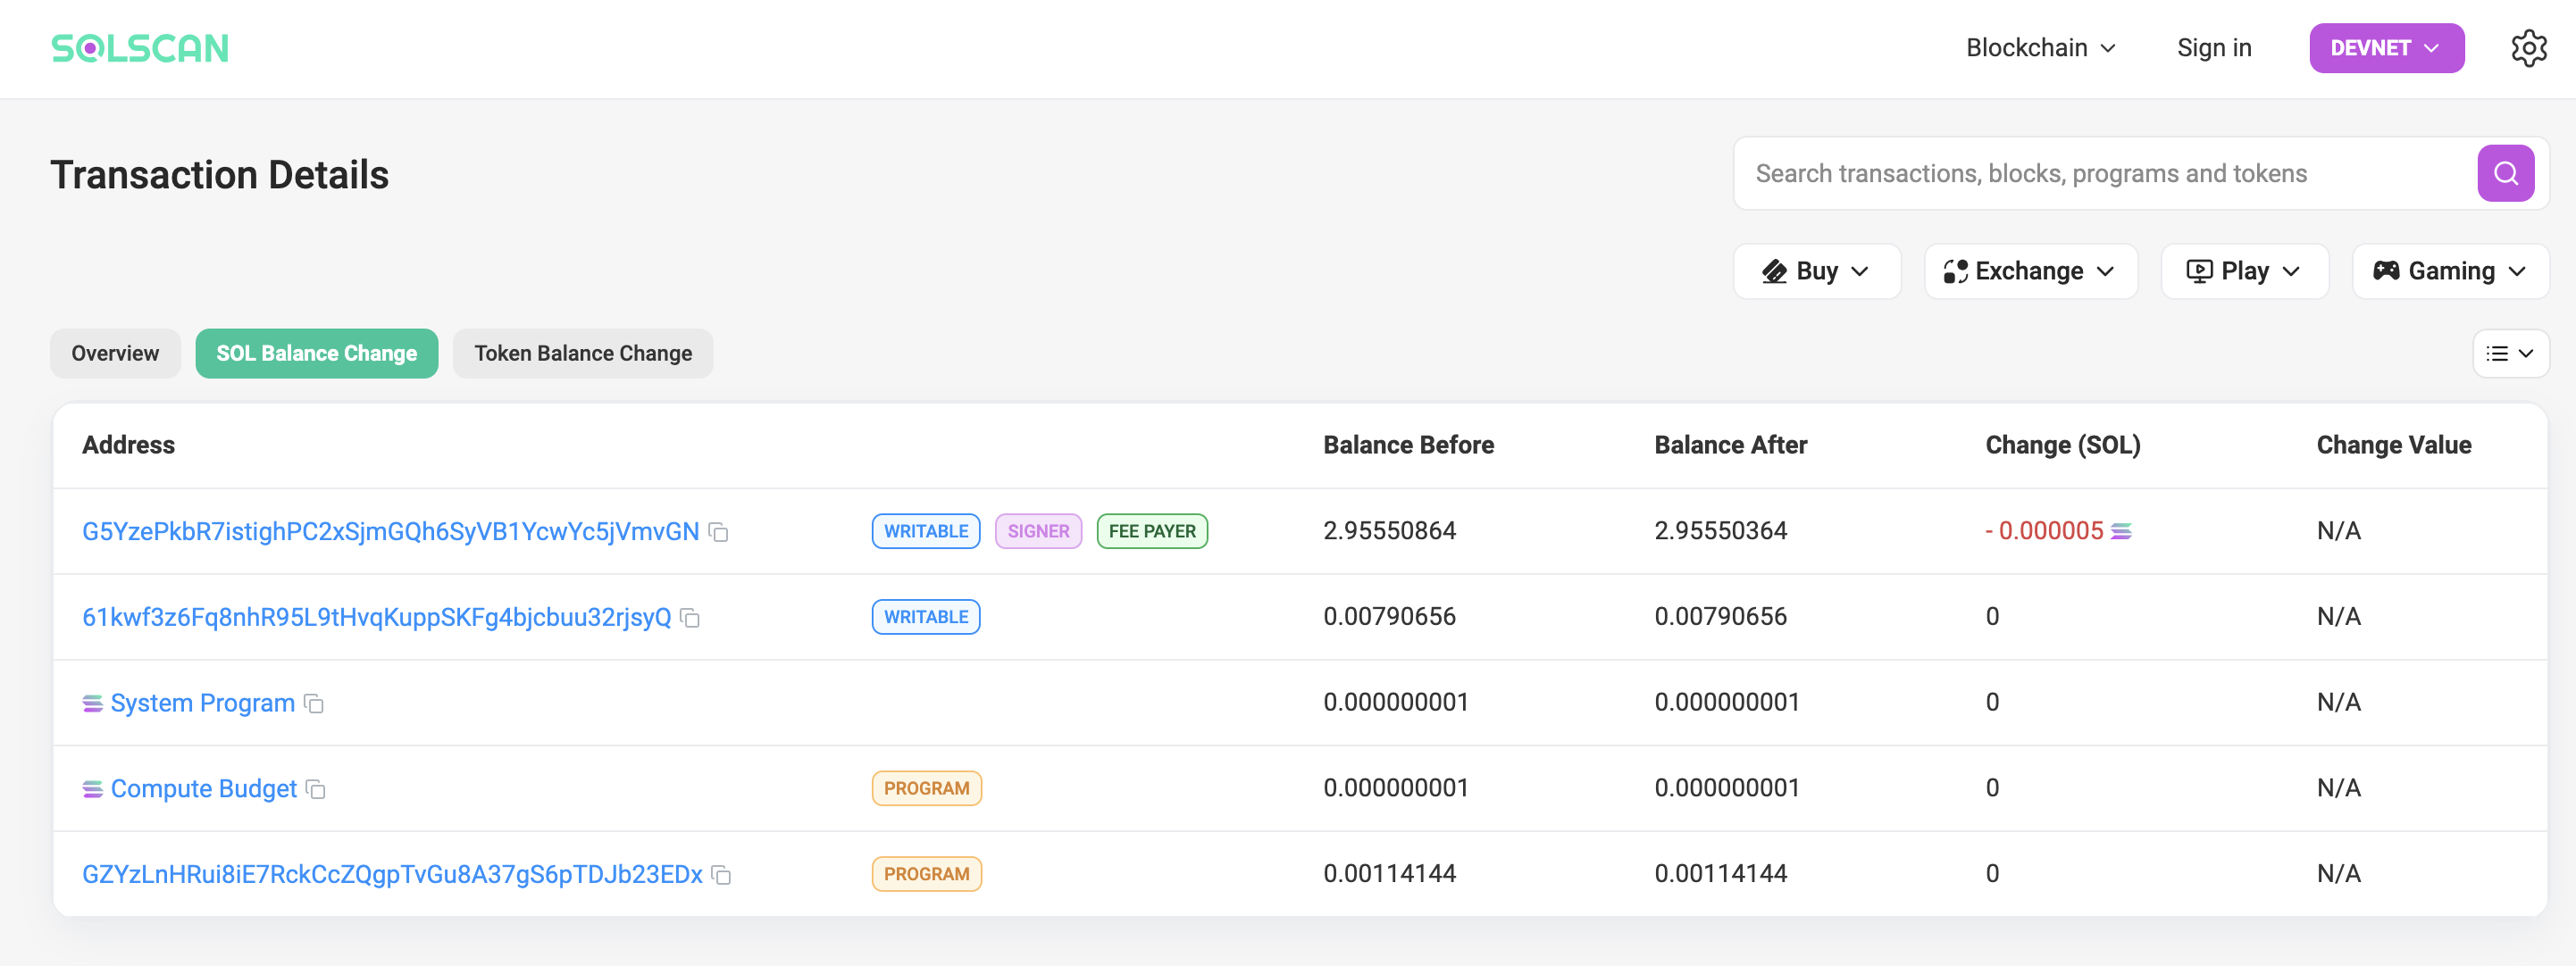 SOLSCAN
Blockchain Sign in DEVNET
Transaction Details
Search transactions, blocks, programs and tokens
Buy Exchange Play Gaming
Overview SOL Balance Change Token Balance Change
Address Balance Before Balance After Change (SOL) Change Value
G5YzePkbR7istighPC2xSjmGQh6SyVB1YcwYc5jVmvGN WRITABLE SIGNER FEE PAYER 2.95550864 2.95550364 - 0.000005 N/A
61kwf3z6Fq8nhR95L9tHvqKuppSKFg4bjcbuu32rjsyQ WRITABLE 0.00790656 0.00790656 0 N/A
System Program 0.000000001 0.000000001 0 N/A
Compute Budget PROGRAM 0.000000001 0.000000001 0 N/A
GZYzLnHRui8iE7RckCcZQgpTvGu8A37gS6pTDJb23EDx PROGRAM 0.00114144 0.00114144 0 N/A